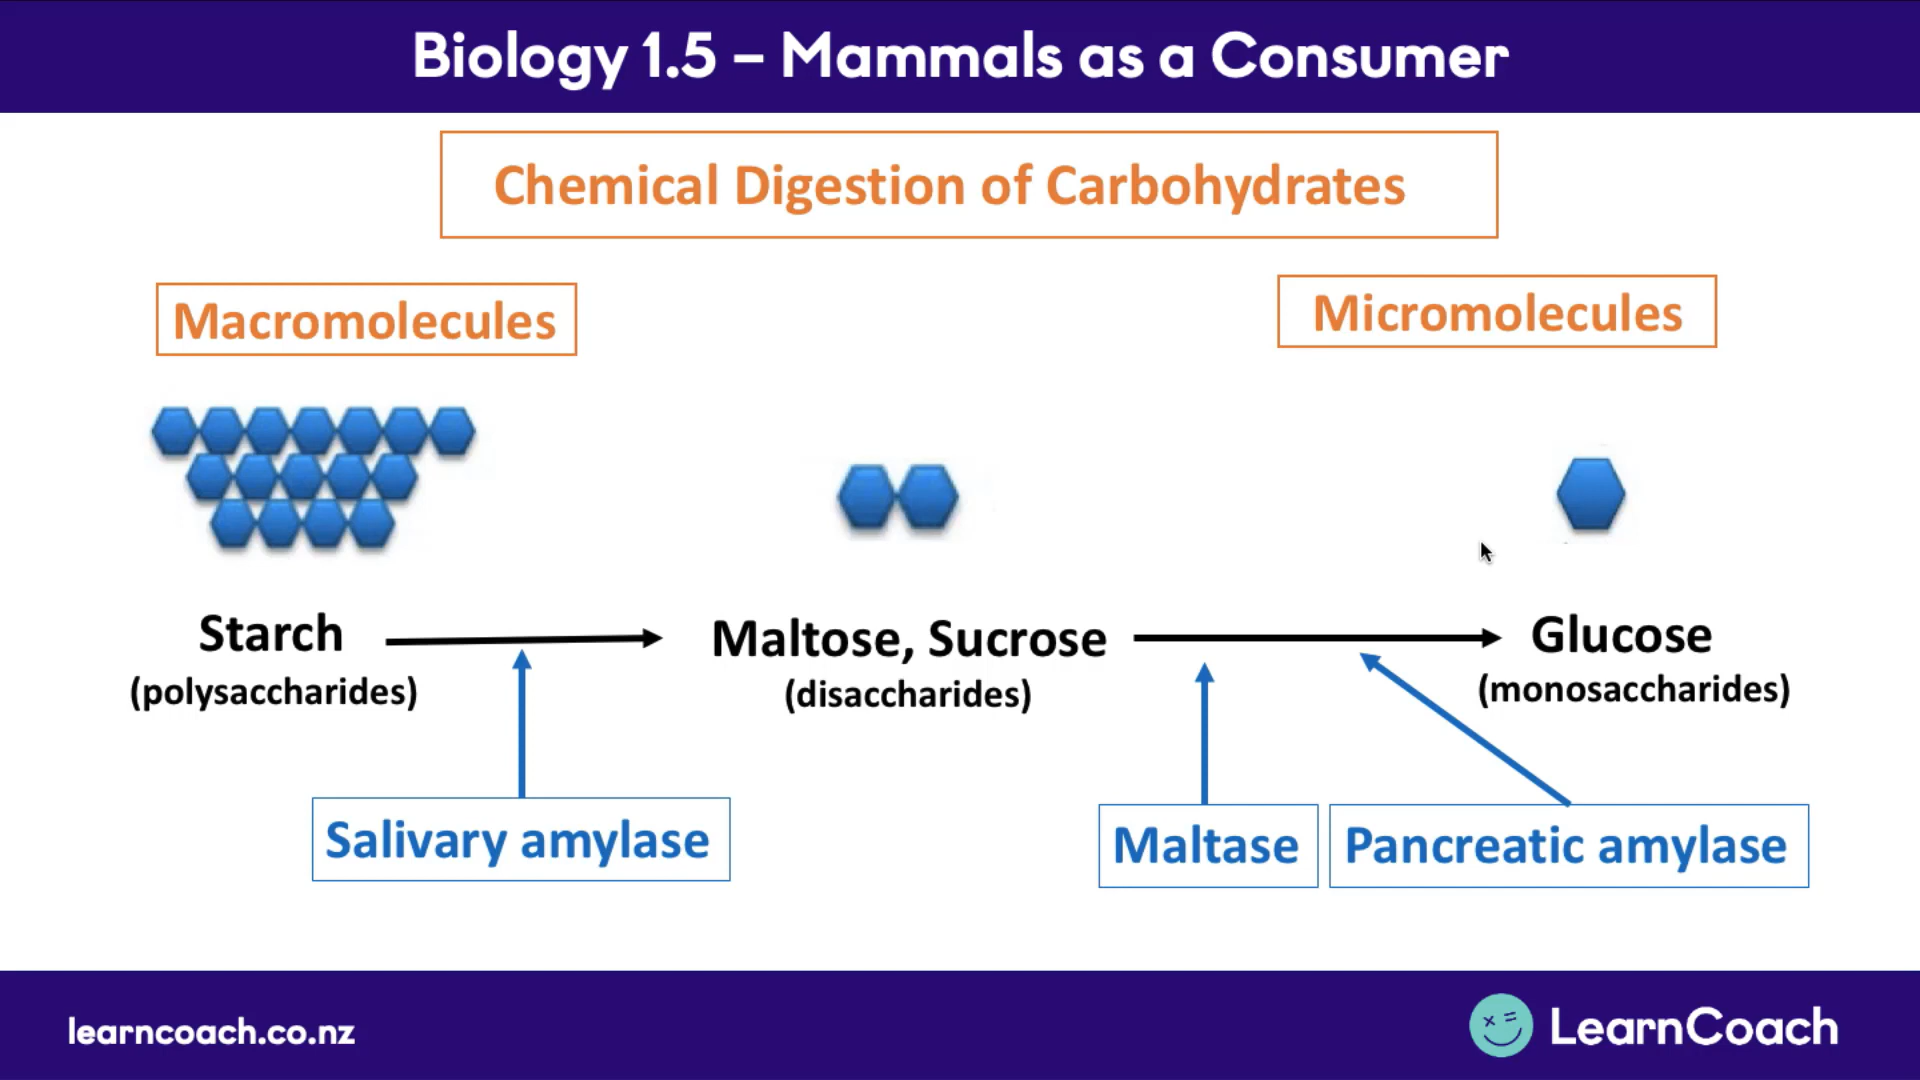 Biology 1.5 – Mammals as a Consumer
Chemical Digestion of Carbohydrates
Macromolecules
Micromolecules
Starch
(polysaccharides)
Maltose, Sucrose
(disaccharides)
Glucose
(monosaccharides)
Salivary amylase
Maltase
Pancreatic amylase
learncoach.co.nz
LearnCoach